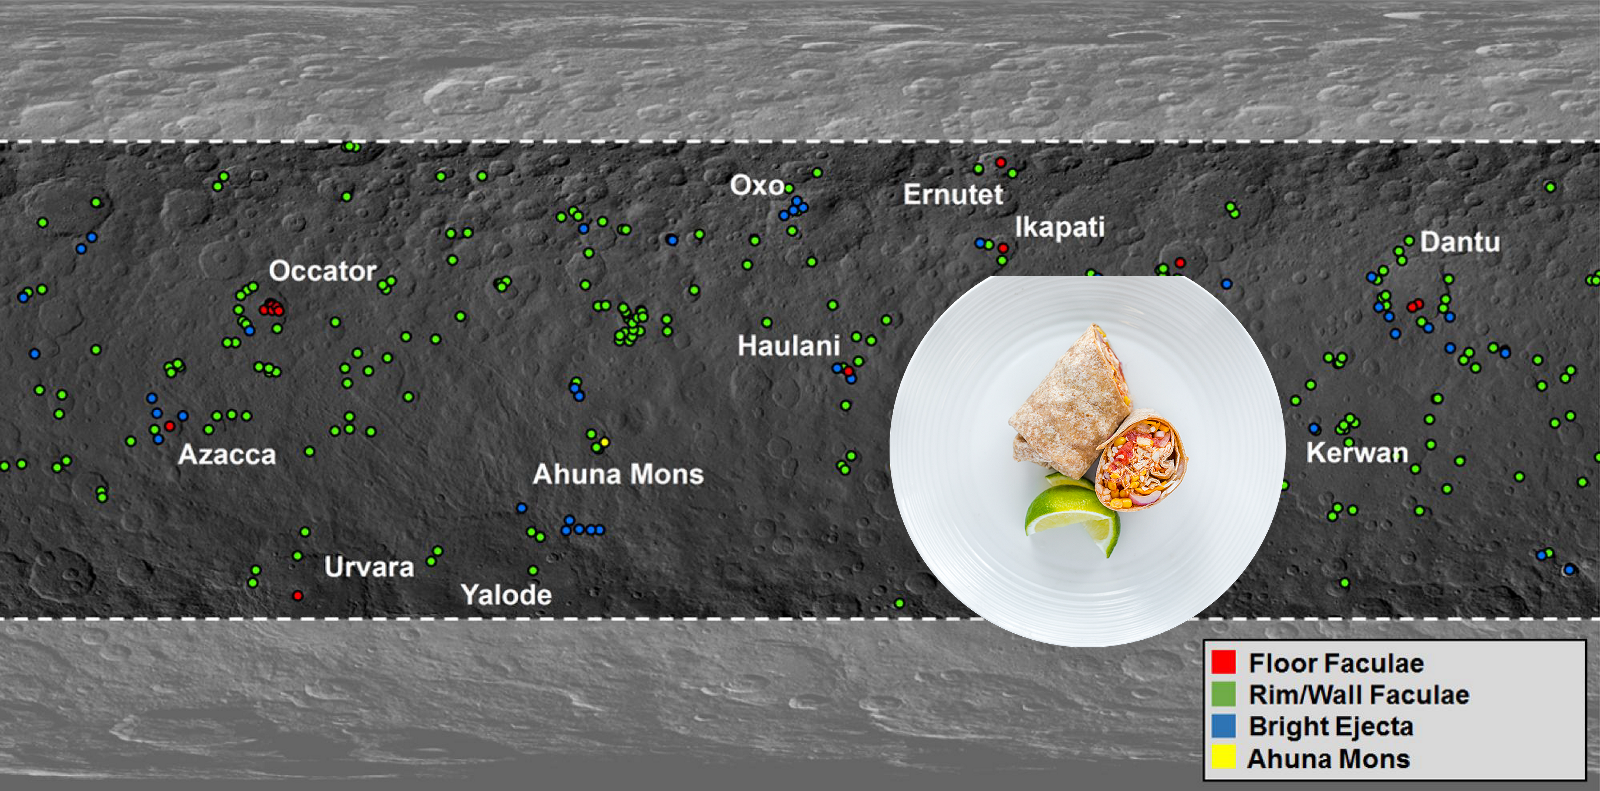 Oxo
Ernutet
Ikapati
Dantu
Occator
Haulani
Azacca
Kerwan
Ahuna Mons
Urvara
Yalode
Floor Faculae
Rim/Wall Faculae
Bright Ejecta
Ahuna Mons